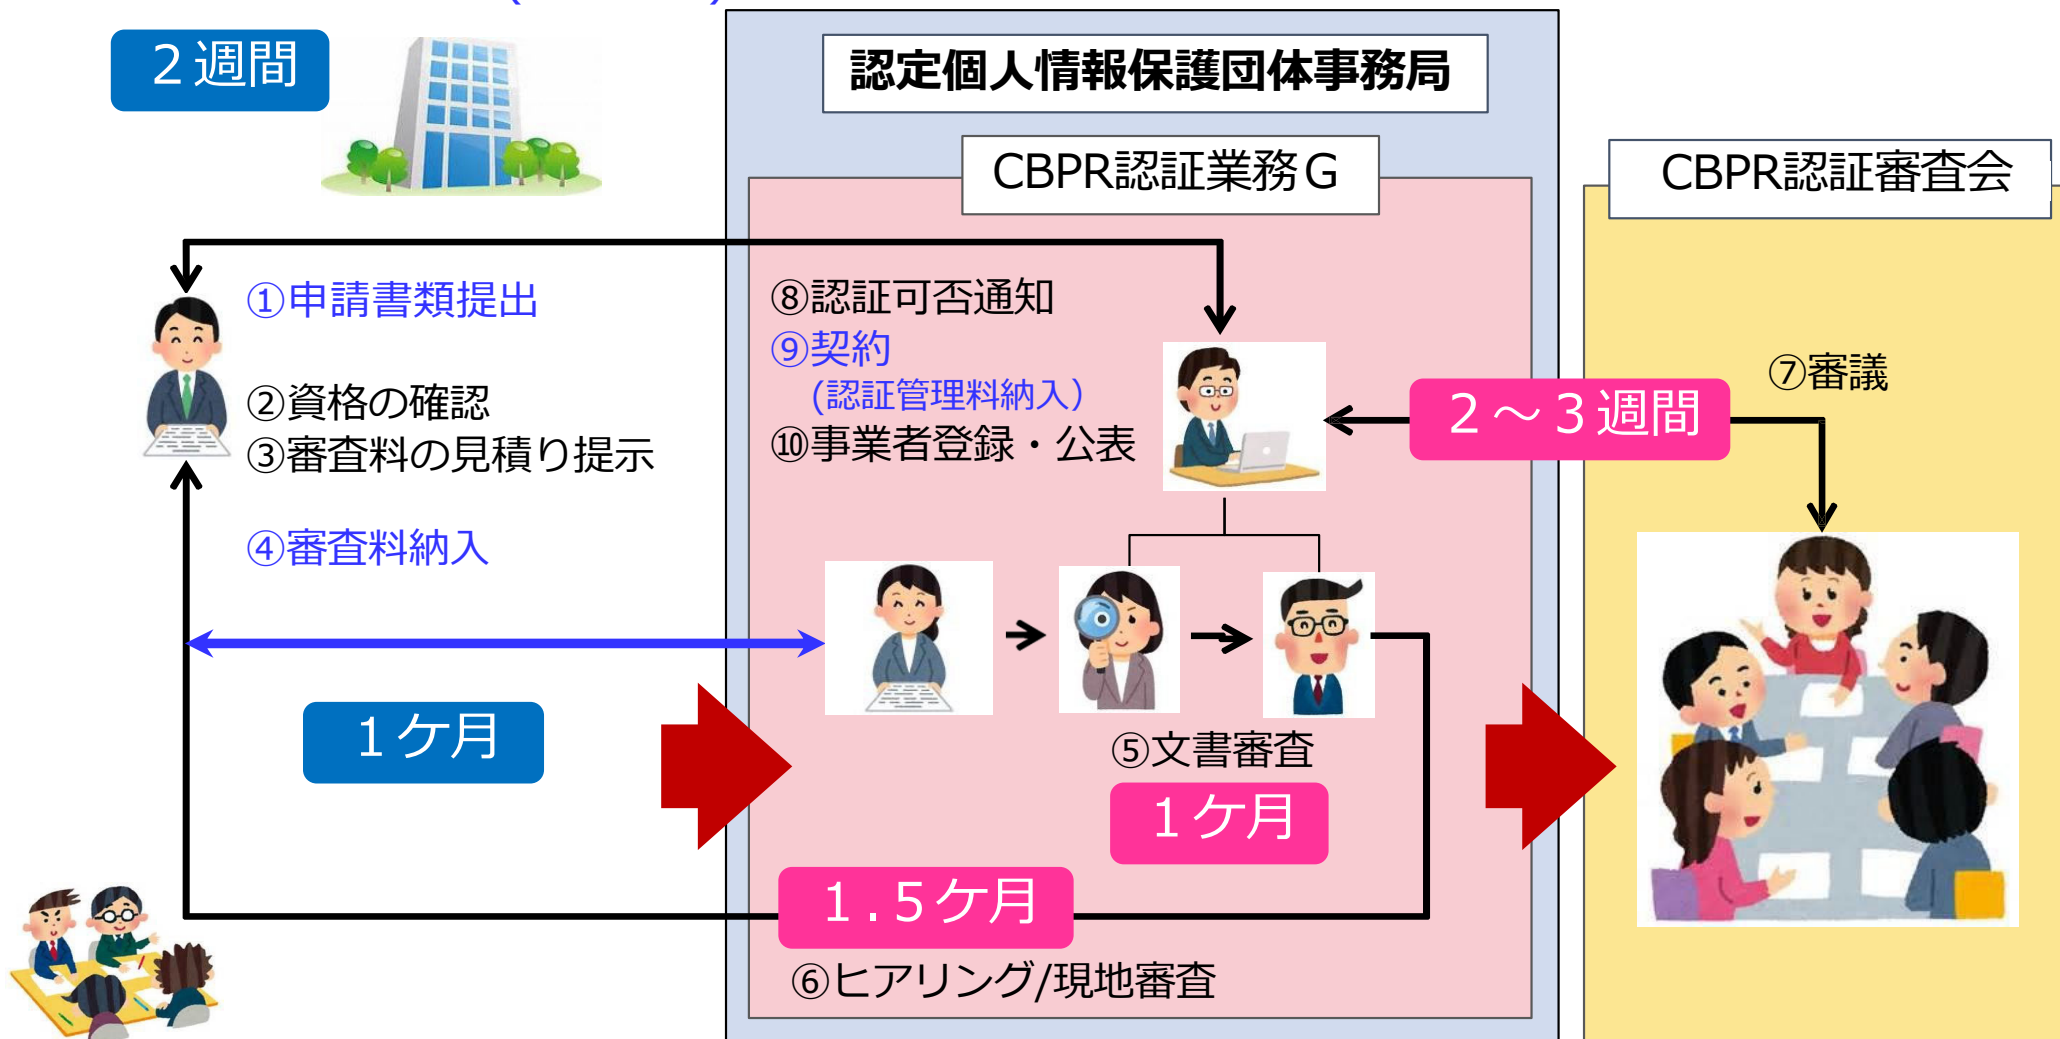 ２週間
認定個人情報保護団体事務局
CBPR認証業務Ｇ
CBPR認証審査会
①申請書類提出
②資格の確認
③審査料の見積り提示
④審査料納入
⑧認証可否通知
⑨契約
(認証管理料納入）
⑩事業者登録・公表
２～３週間
⑦審議
１ケ月
⑤文書審査
１ケ月
１.５ケ月
⑥ヒアリング/現地審査